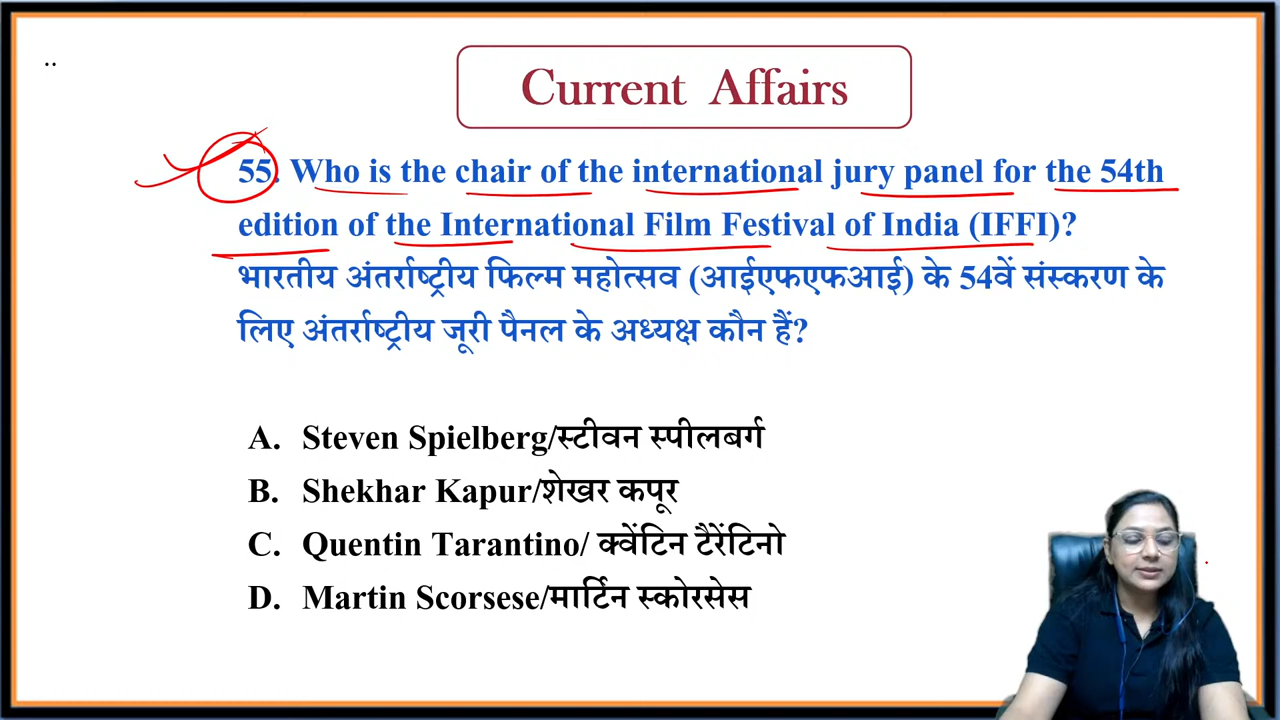 ..
Current Affairs
55. Who is the chair of the international jury panel for the 54th
edition of the International Film Festival of India (IFFI)?
भारतीय अंतर्राष्ट्रीय फिल्म महोत्सव (आईएफएफआई) के 54वें संस्करण के
लिए अंतर्राष्ट्रीय जूरी पैनल के अध्यक्ष कौन हैं?
A. Steven Spielberg/स्टीवन स्पीलबर्ग
B. Shekhar Kapur/शेखर कपूर
C. Quentin Tarantino/ क्वेंटिन टैरेंटिनो
D. Martin Scorsese/मार्टिन स्कोरसेस